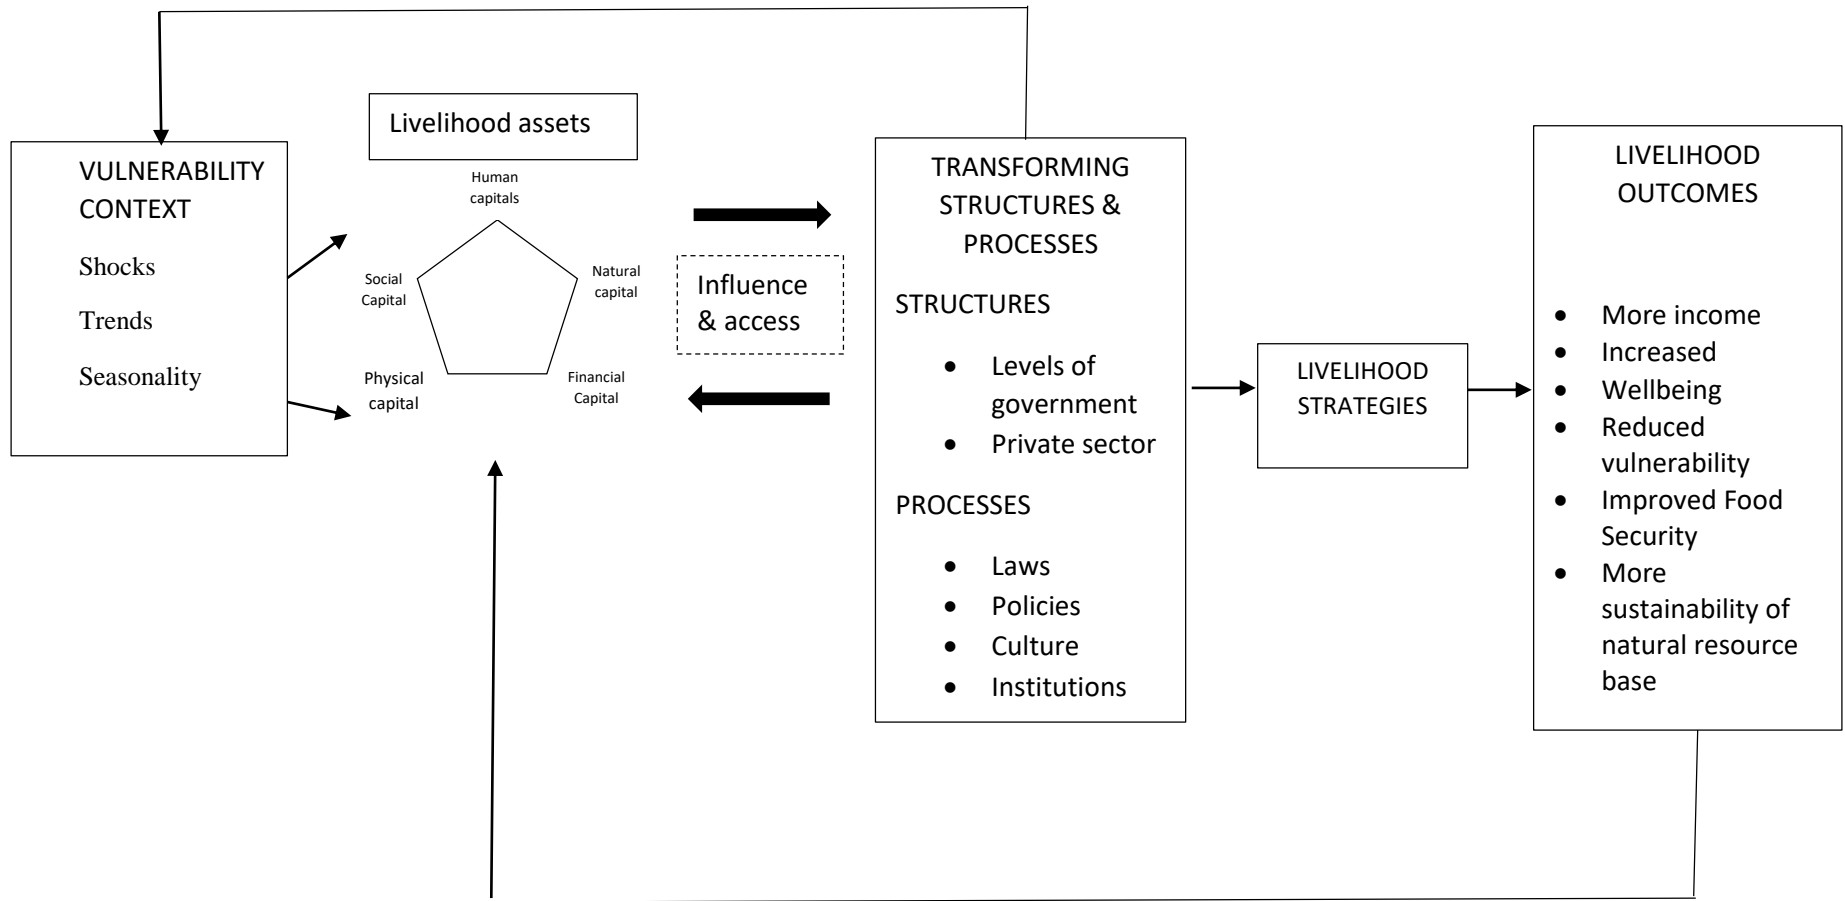 VULNERABILITY
CONTEXT
Shocks
Trends
Seasonality
Livelihood assets
Human
capitals
Social
Capital
Natural
capital
Physical
capital
Financial
Capital
Influence
& access
TRANSFORMING
STRUCTURES &
PROCESSES
STRUCTURES
• Levels of
government
• Private sector
PROCESSES
• Laws
• Policies
• Culture
• Institutions
LIVELIHOOD
STRATEGIES
LIVELIHOOD
OUTCOMES
• More income
• Increased
• Wellbeing
• Reduced
vulnerability
• Improved Food
Security
• More
sustainability of
natural resource
base